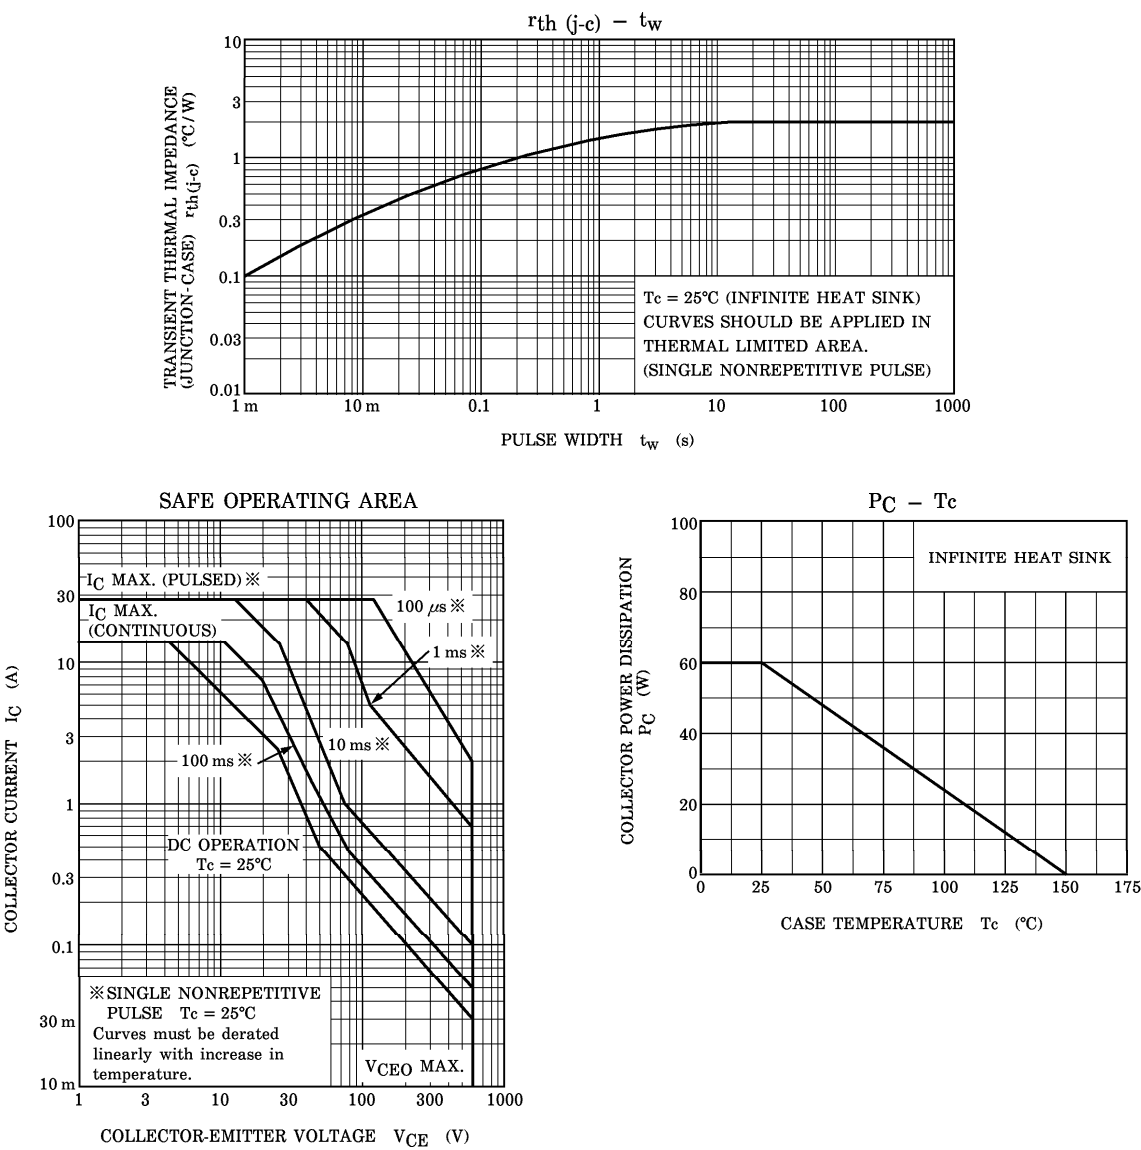 rth (j-c) – tw
TRANSIENT THERMAL IMPEDANCE
(JUNCTION-CASE) rth(j-c) (°C/W)
10
3
1
0.3
0.1
0.03
0.01
Tc = 25°C (INFINITE HEAT SINK)
CURVES SHOULD BE APPLIED IN
THERMAL LIMITED AREA.
(SINGLE NONREPETITIVE PULSE)
1 m 10 m 0.1 1 10 100 1000
PULSE WIDTH tw (s)
SAFE OPERATING AREA
COLLECTOR CURRENT IC (A)
100
30
10
3
1
0.3
0.1
30 m
10 m
IC MAX. (PULSED) ※
IC MAX.
(CONTINUOUS)
100 μs ※
1 ms ※
10 ms ※
100 ms ※
DC OPERATION
Tc = 25°C
※ SINGLE NONREPETITIVE
PULSE Tc = 25°C
Curves must be derated
linearly with increase in
temperature.
VCEO MAX.
1 3 10 30 100 300 1000
COLLECTOR-EMITTER VOLTAGE VCE (V)
PC – Tc
COLLECTOR POWER DISSIPATION
PC (W)
100
80
60
40
20
0
INFINITE HEAT SINK
0 25 50 75 100 125 150 175
CASE TEMPERATURE Tc (°C)